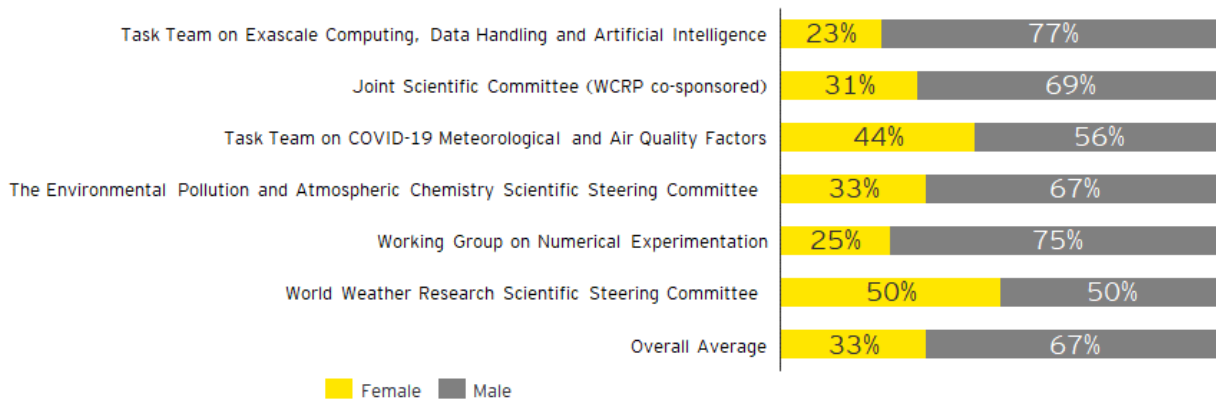 Task Team on Exascale Computing, Data Handling and Artificial Intelligence 23% 77%
Joint Scientific Committee (WCRP co-sponsored) 31% 69%
Task Team on COVID-19 Meteorological and Air Quality Factors 44% 56%
The Environmental Pollution and Atmospheric Chemistry Scientific Steering Committee 33% 67%
Working Group on Numerical Experimentation 25% 75%
World Weather Research Scientific Steering Committee 50% 50%
Overall Average 33% 67%
Female Male